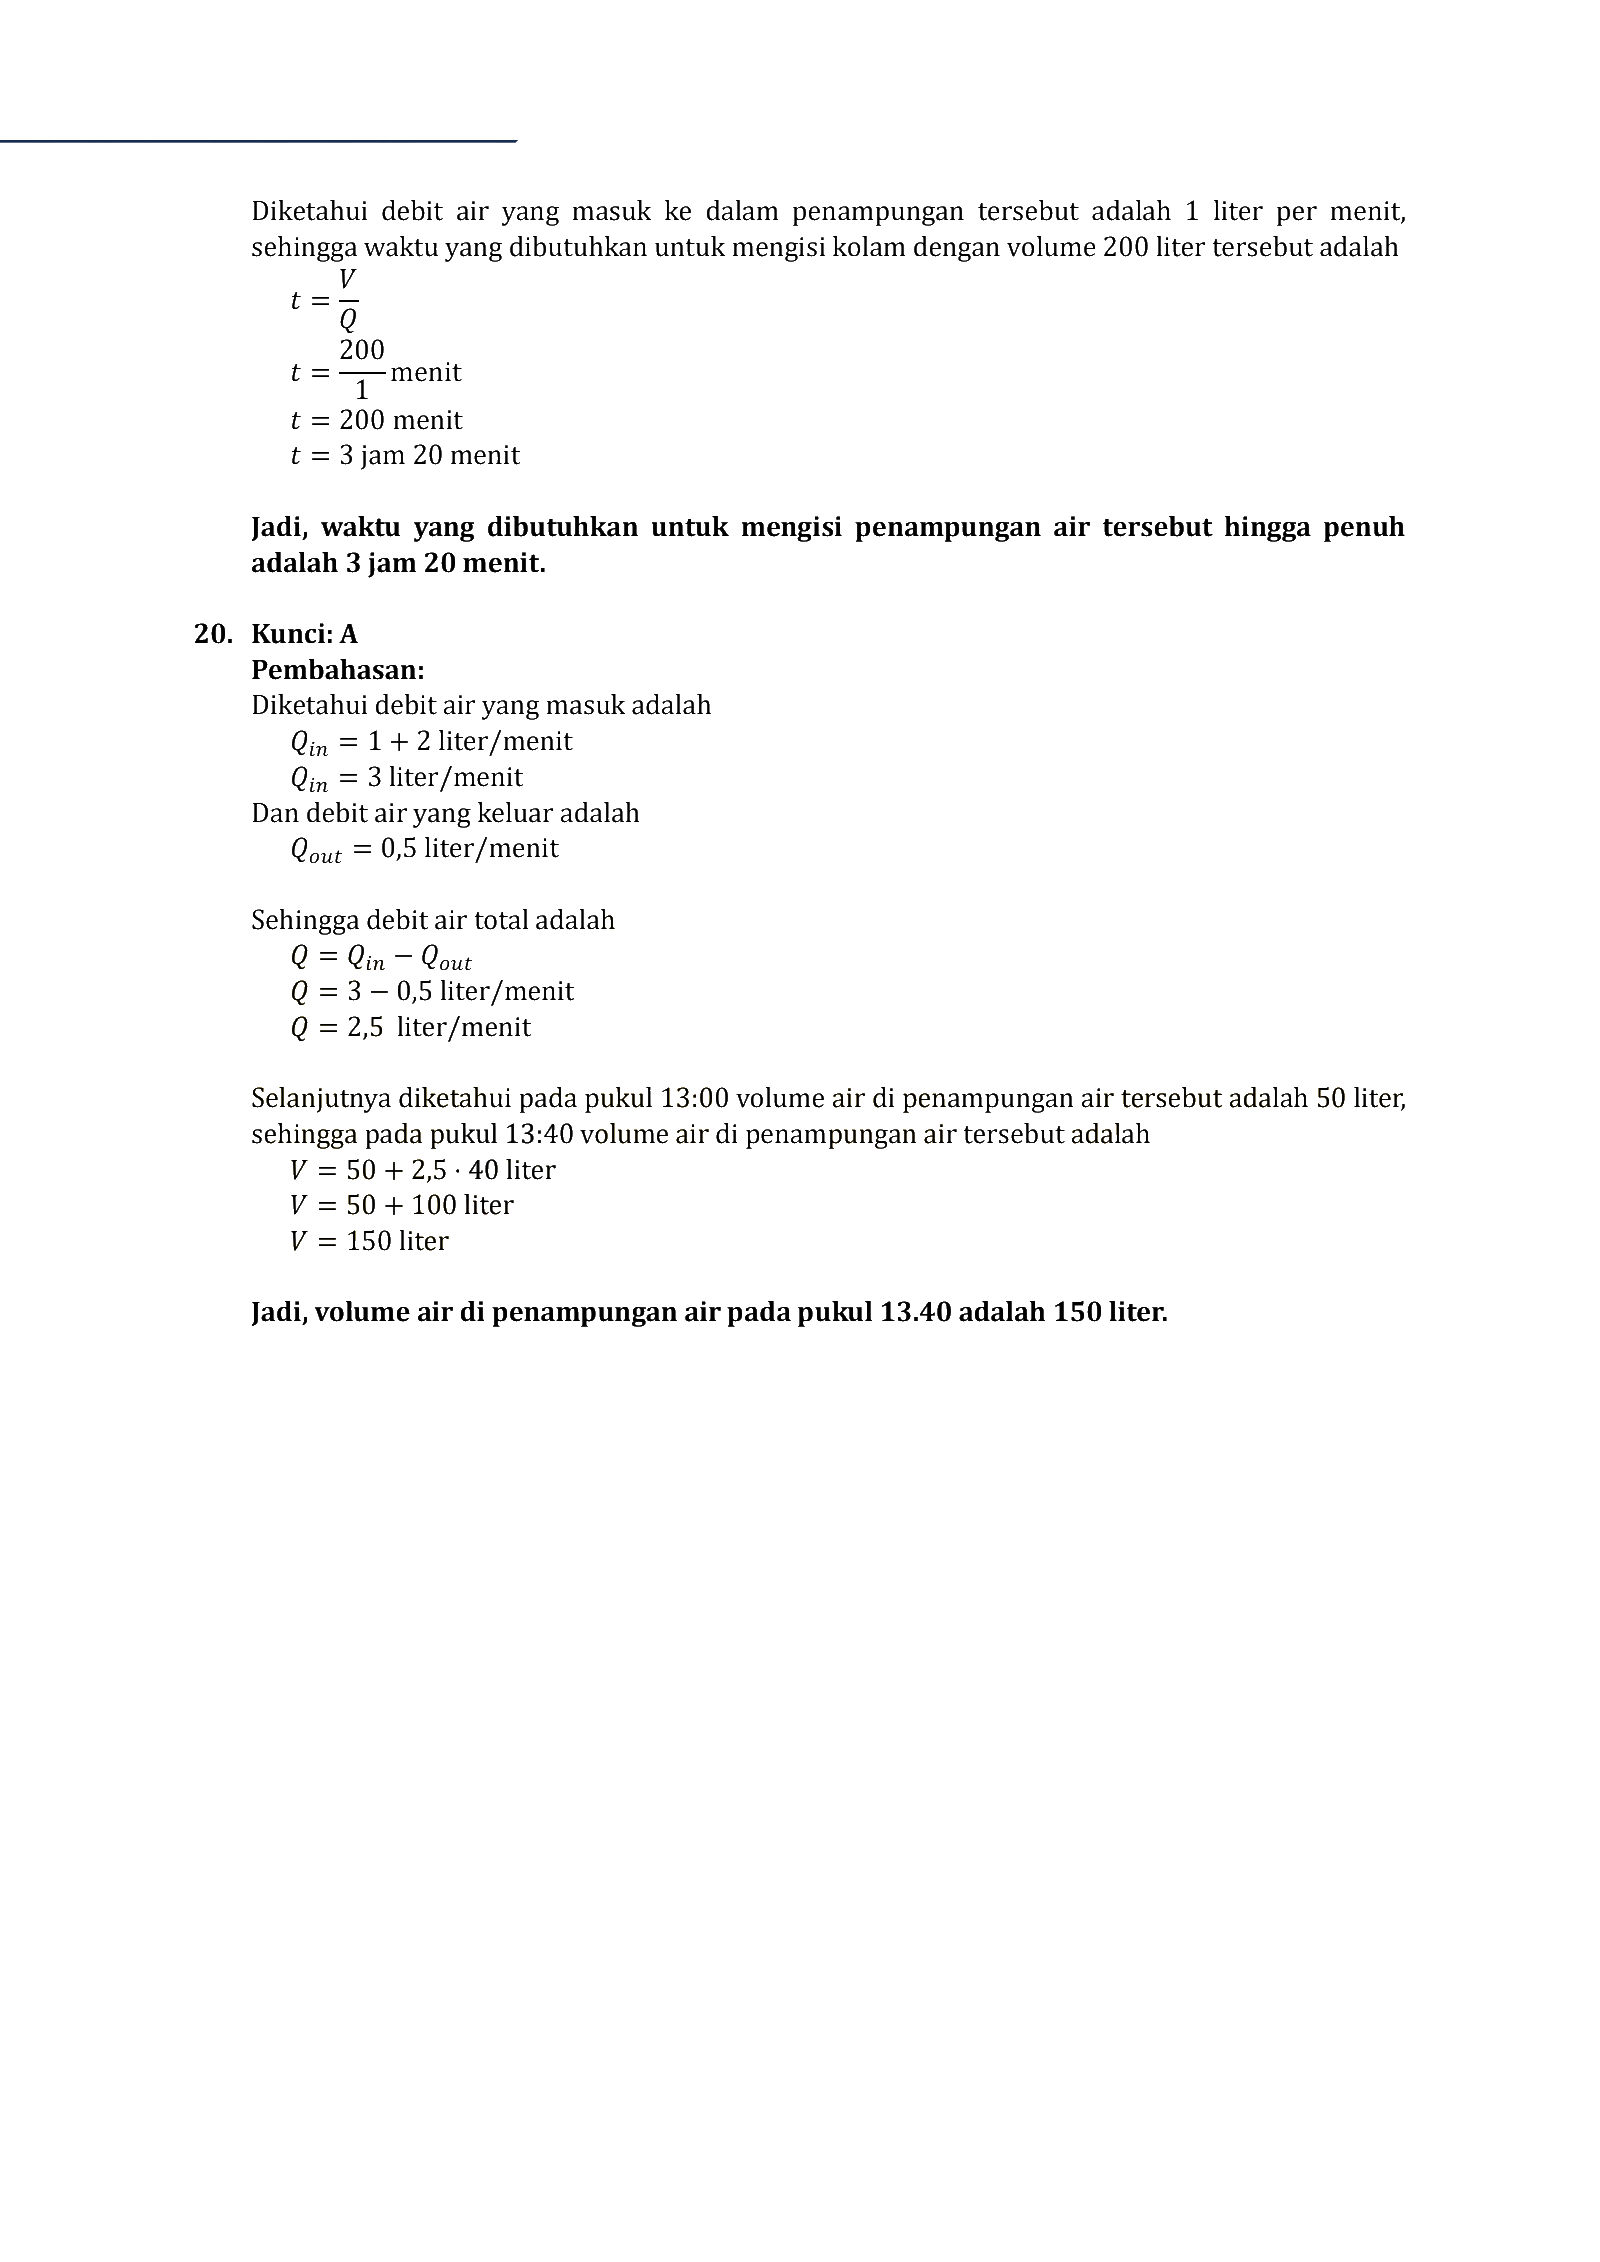 Diketahui debit air yang masuk ke dalam penampungan tersebut adalah 1 liter per menit,
sehingga waktu yang dibutuhkan untuk mengisi kolam dengan volume 200 liter tersebut adalah
t = V/Q
t = 200/1 menit
t = 200 menit
t = 3 jam 20 menit
Jadi, waktu yang dibutuhkan untuk mengisi penampungan air tersebut hingga penuh
adalah 3 jam 20 menit.
20. Kunci: A
Pembahasan:
Diketahui debit air yang masuk adalah
Q_in = 1 + 2 liter/menit
Q_in = 3 liter/menit
Dan debit air yang keluar adalah
Q_out = 0,5 liter/menit
Sehingga debit air total adalah
Q = Q_in − Q_out
Q = 3 − 0,5 liter/menit
Q = 2,5 liter/menit
Selanjutnya diketahui pada pukul 13:00 volume air di penampungan air tersebut adalah 50 liter,
sehingga pada pukul 13:40 volume air di penampungan air tersebut adalah
V = 50 + 2,5 · 40 liter
V = 50 + 100 liter
V = 150 liter
Jadi, volume air di penampungan air pada pukul 13.40 adalah 150 liter.